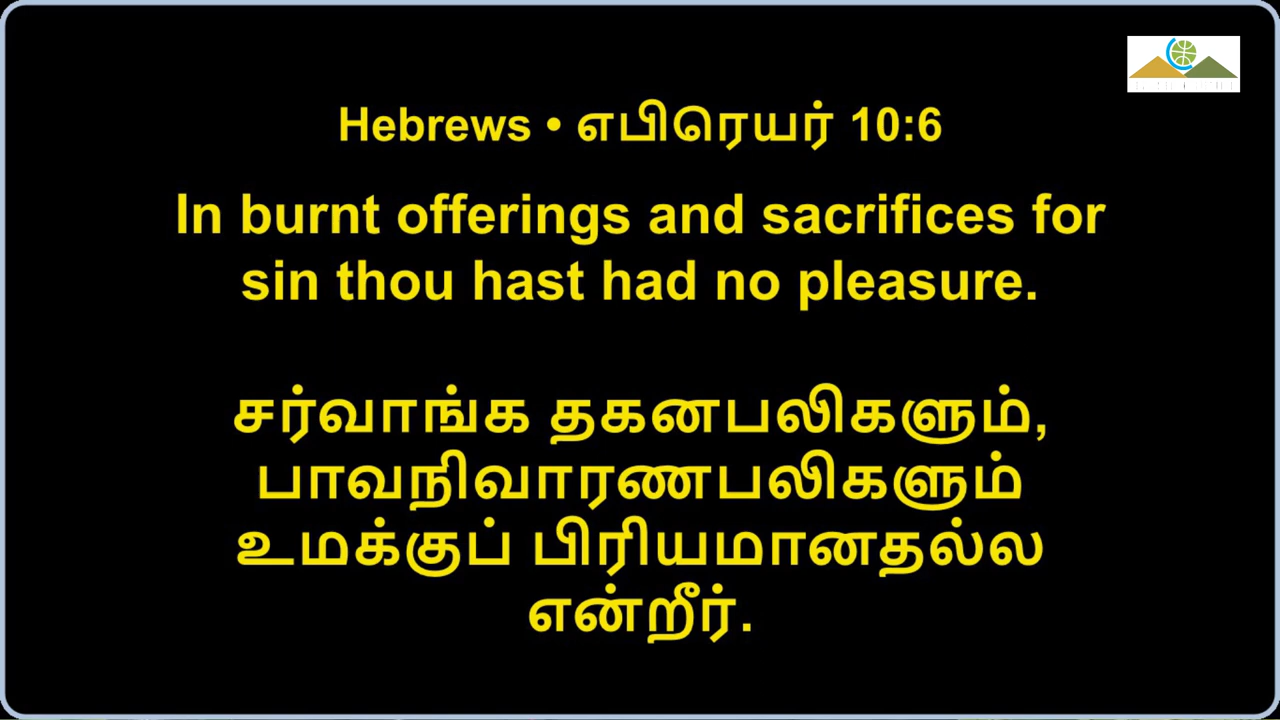 Hebrews • எபிரெயர் 10:6
In burnt offerings and sacrifices for
sin thou hast had no pleasure.
சர்வாங்க தகனபலிகளும்,
பாவநிவாரணபலிகளும்
உமக்குப் பிரியமானதல்ல
என்றீர்.